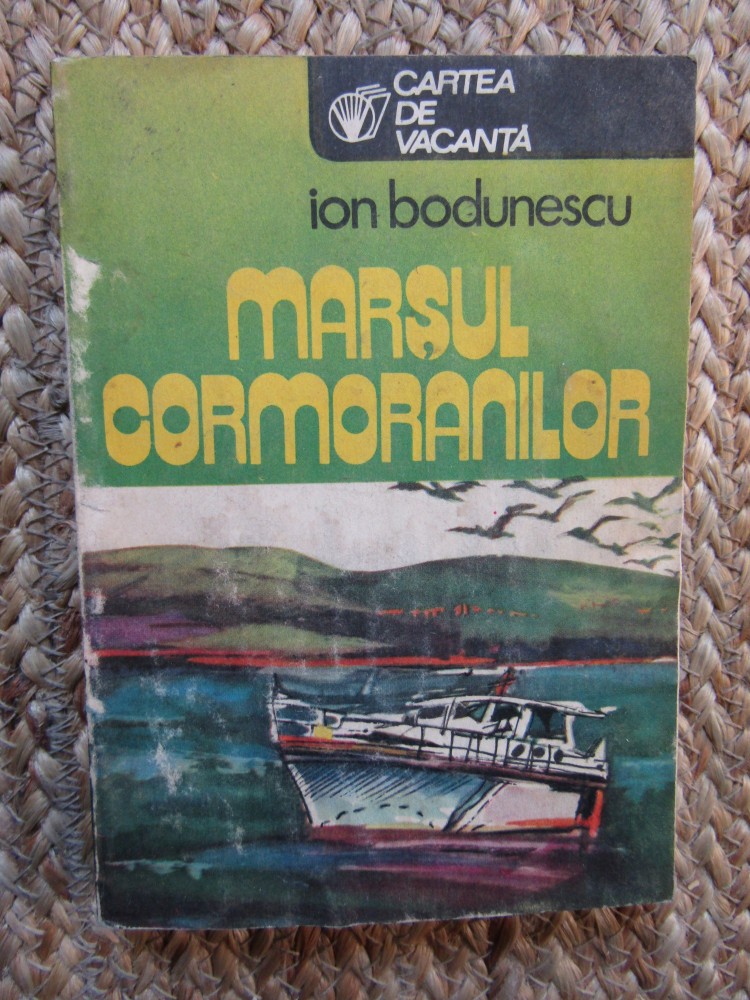 CARTEA
DE
VACANȚĂ
ion bodunescu
MARȘUL
CORMORANILOR